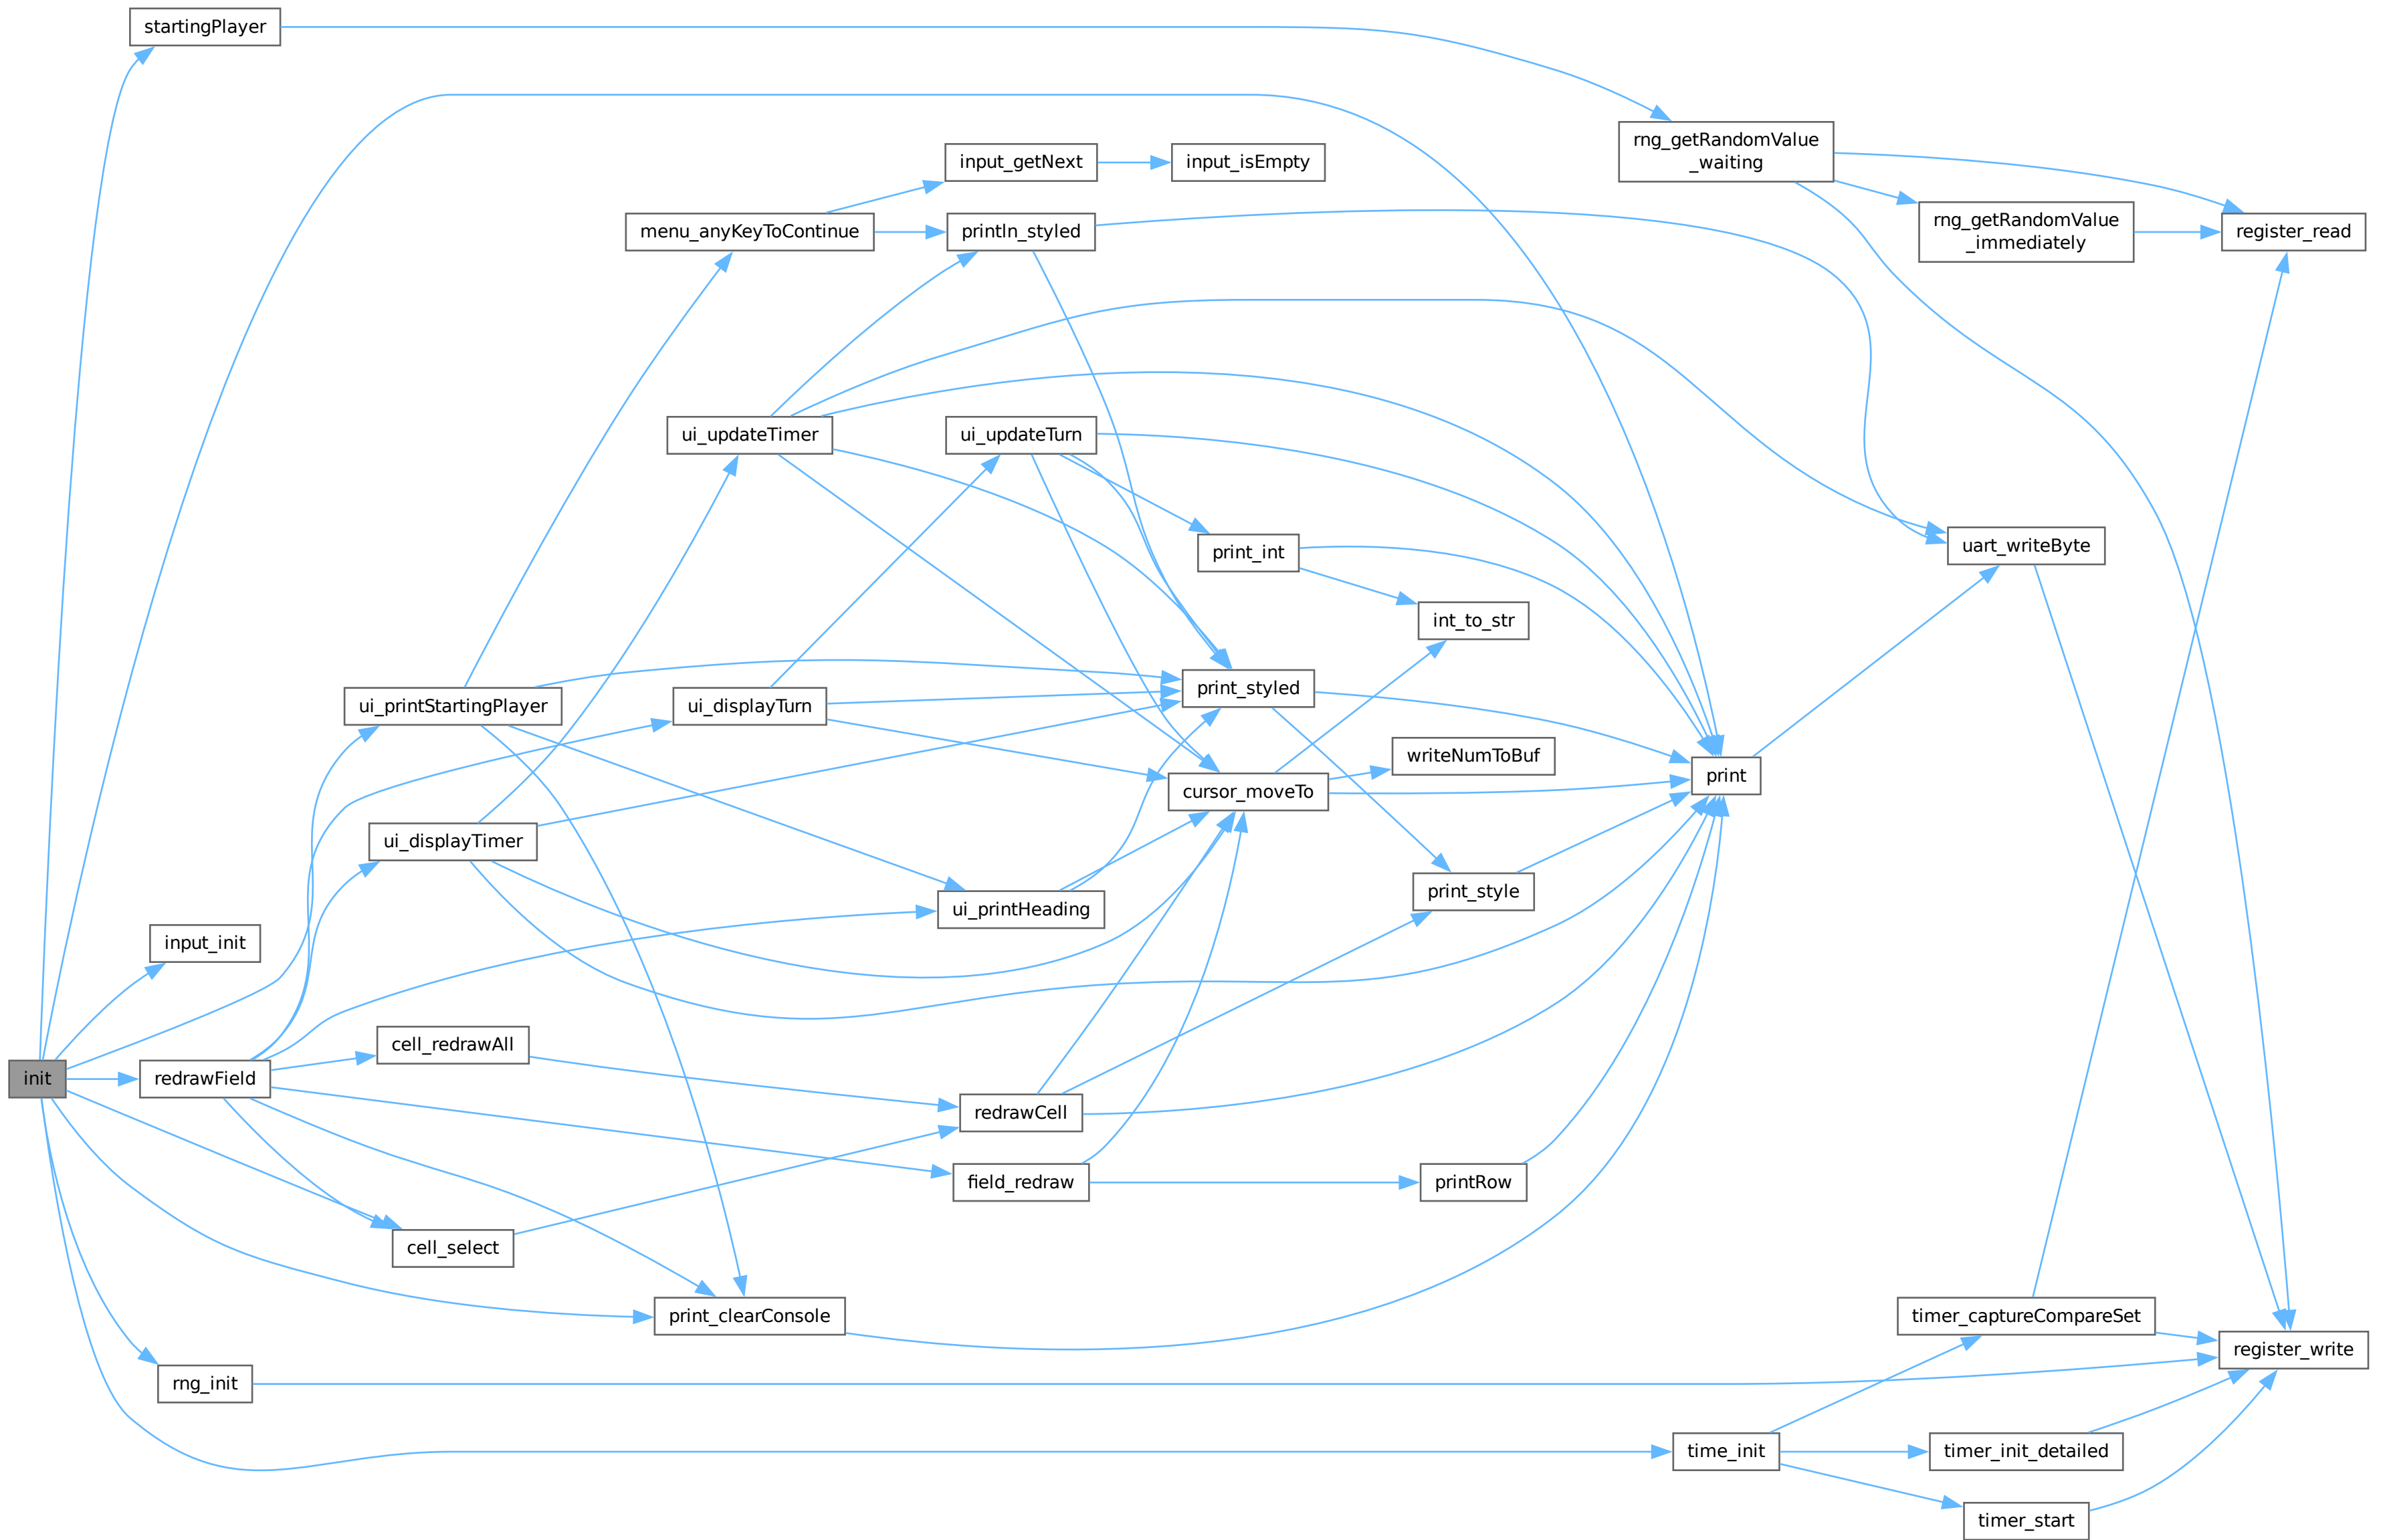 startingPlayer
rng_getRandomValue
_waiting
input_getNext
input_isEmpty
menu_anyKeyToContinue
println_styled
rng_getRandomValue
_immediately
register_read
ui_updateTimer
ui_updateTurn
print_int
uart_writeByte
int_to_str
ui_printStartingPlayer
ui_displayTurn
print_styled
writeNumToBuf
print
cursor_moveTo
ui_displayTimer
print_style
ui_printHeading
input_init
cell_redrawAll
init
redrawField
redrawCell
field_redraw
printRow
cell_select
print_clearConsole
timer_captureCompareSet
register_write
rng_init
time_init
timer_init_detailed
timer_start